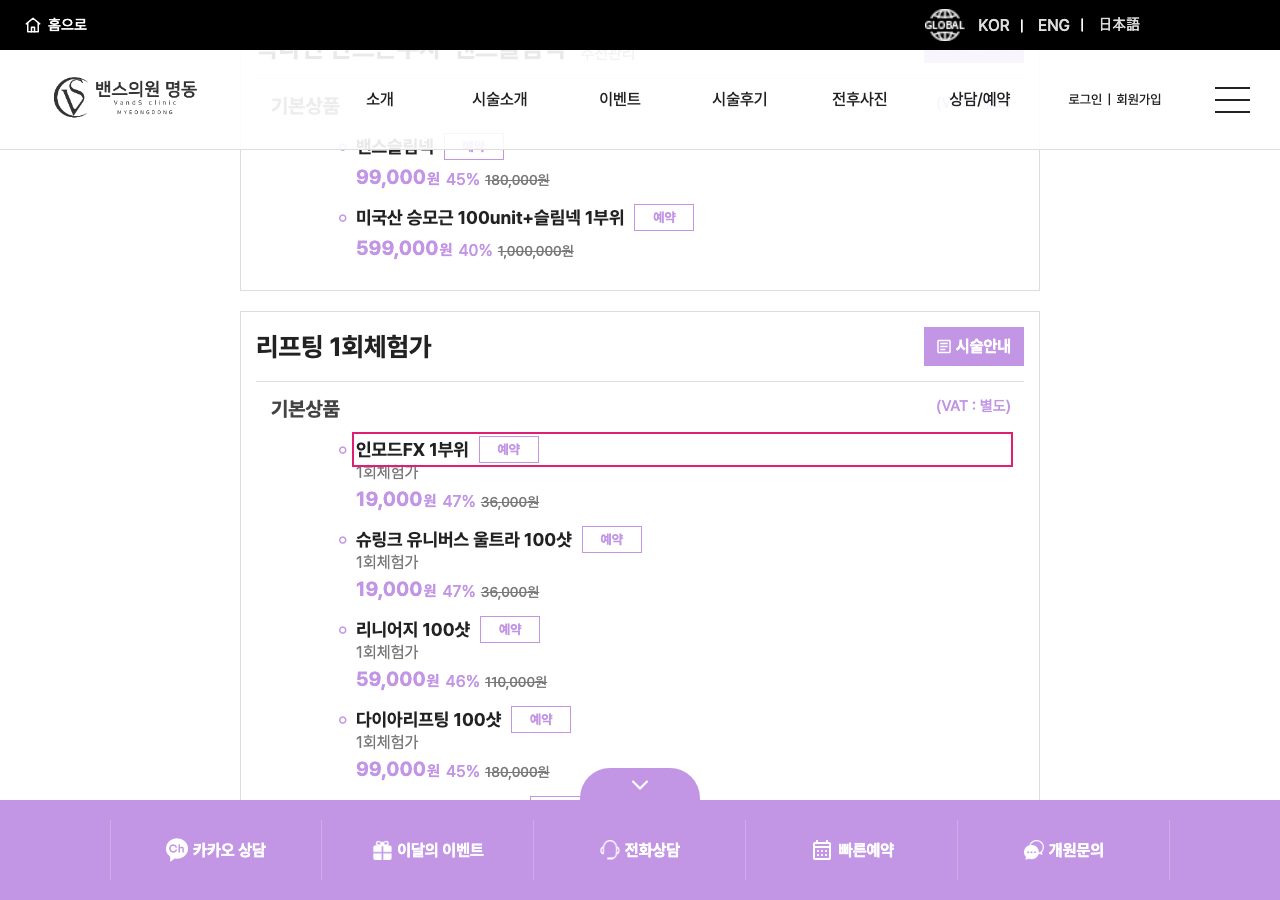 홈으로
GLOBAL KOR | ENG | 日本語
밴스의원 명동
VandS clinic
MYEONGDONG
소개 시술소개 이벤트 시술후기 전후사진 상담/예약 로그인 | 회원가입
기본상품
밴스슬림넥 예약
99,000원 45% 180,000원
미국산 승모근 100unit+슬림넥 1부위 예약
599,000원 40% 1,000,000원
리프팅 1회체험가 시술안내
기본상품 (VAT : 별도)
인모드FX 1부위 예약
1회체험가
19,000원 47% 36,000원
슈링크 유니버스 울트라 100샷 예약
1회체험가
19,000원 47% 36,000원
리니어지 100샷 예약
1회체험가
59,000원 46% 110,000원
다이아리프팅 100샷 예약
1회체험가
99,000원 45% 180,000원
Ch 카카오 상담 이달의 이벤트 전화상담 빠른예약 개원문의